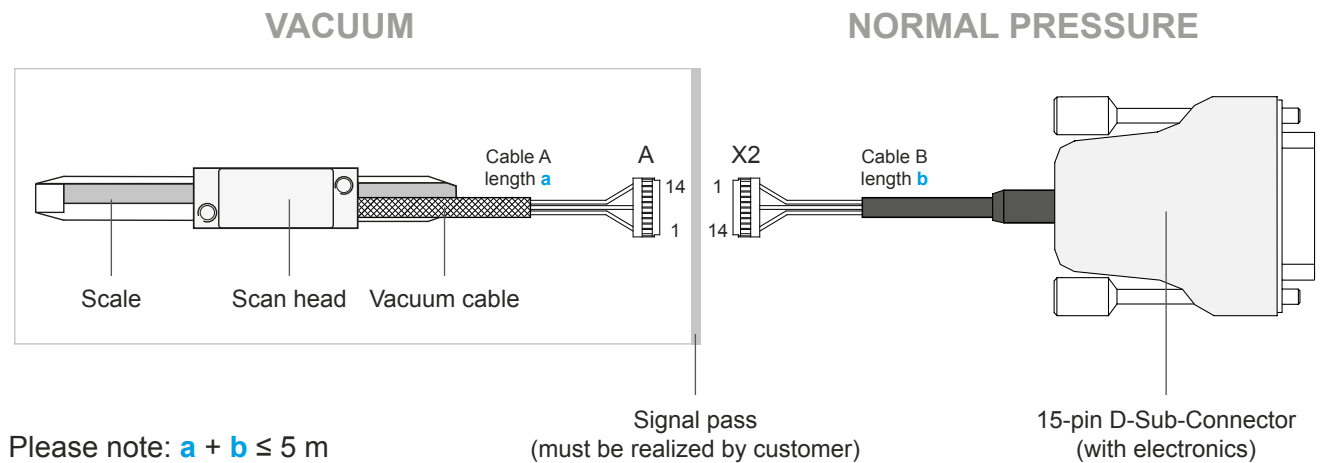 VACUUM
NORMAL PRESSURE
Cable A
length a
A
14
1
X2
1
14
Cable B
length b
Scale
Scan head
Vacuum cable
Signal pass
(must be realized by customer)
15-pin D-Sub-Connector
(with electronics)
Please note: a + b ≤ 5 m